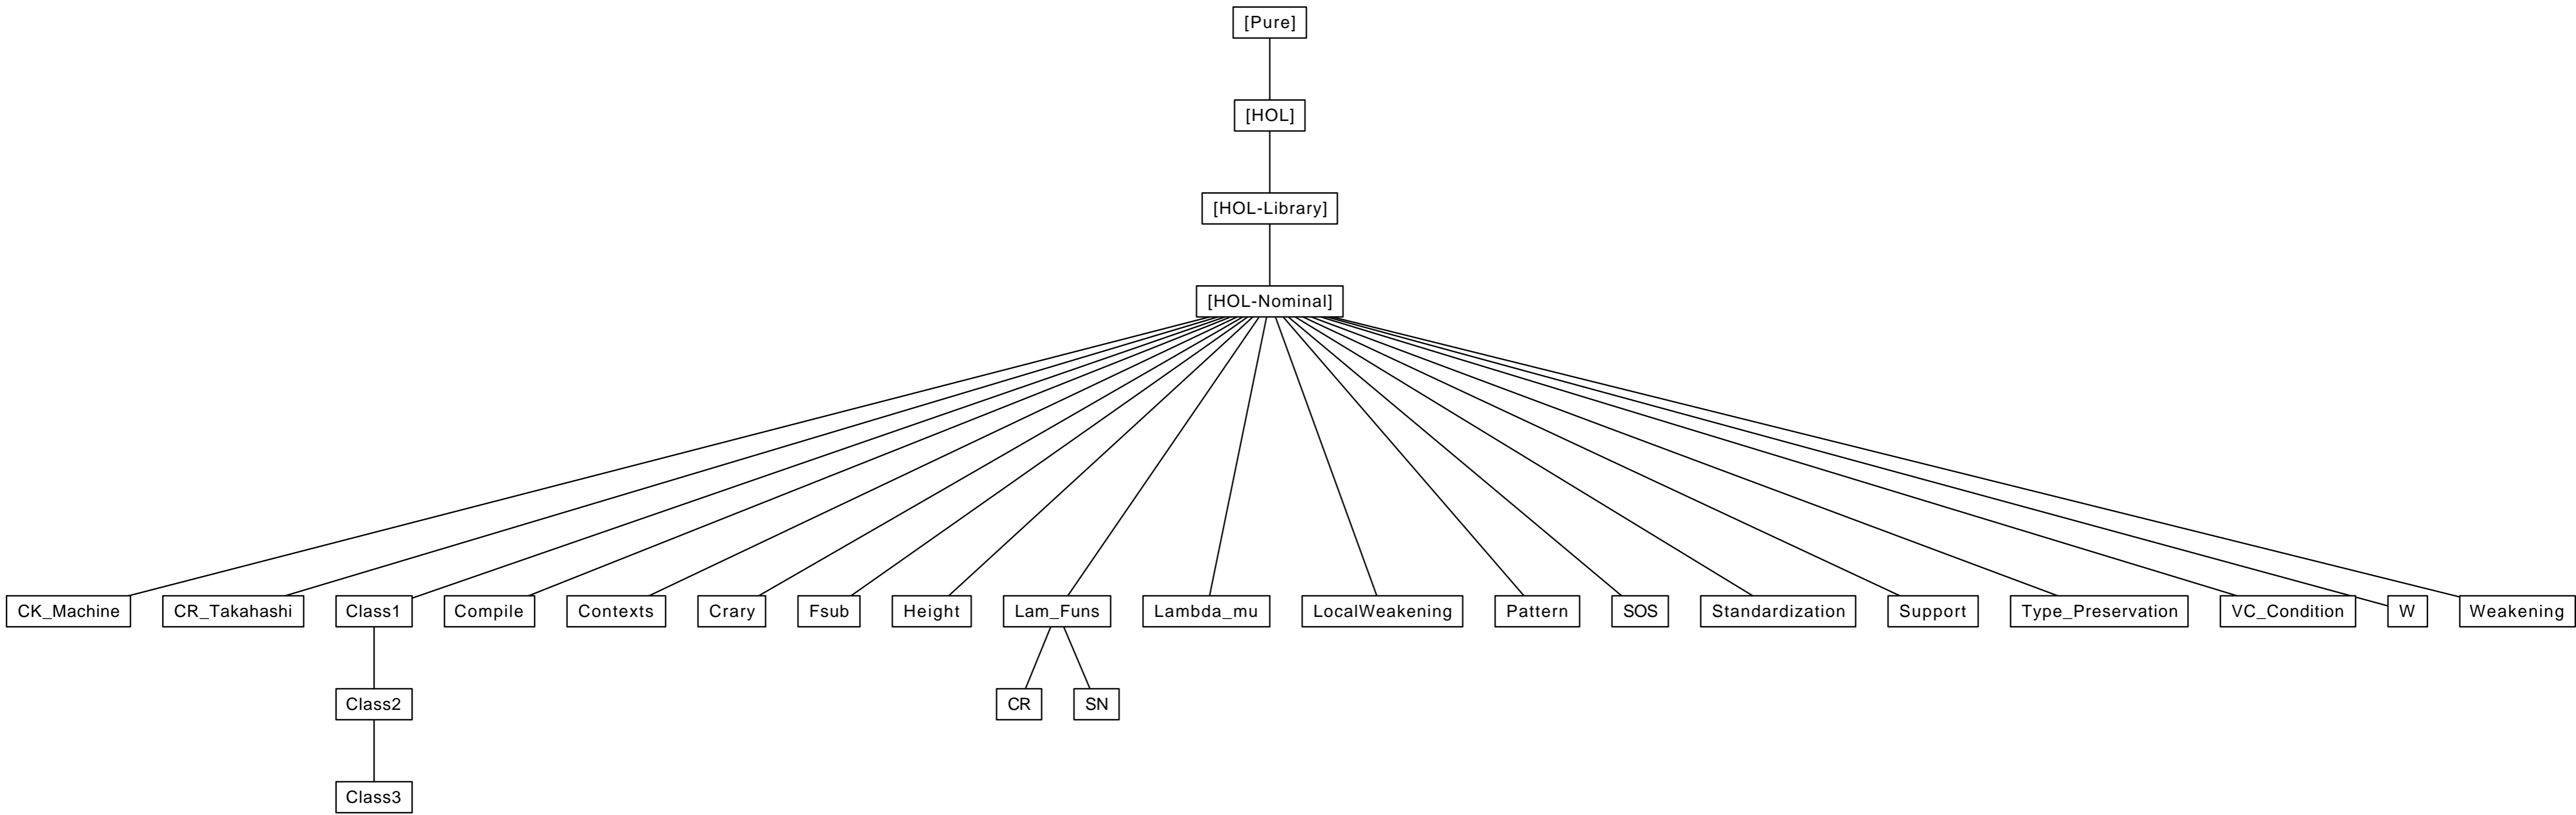 [Pure]
[HOL]
[HOL-Library]
[HOL-Nominal]
CK_Machine
CR_Takahashi
Class1
Compile
Contexts
Crary
Fsub
Height
Lam_Funs
Lambda_mu
LocalWeakening
Pattern
SOS
Standardization
Support
Type_Preservation
VC_Condition
W
Weakening
Class2
CR
SN
Class3